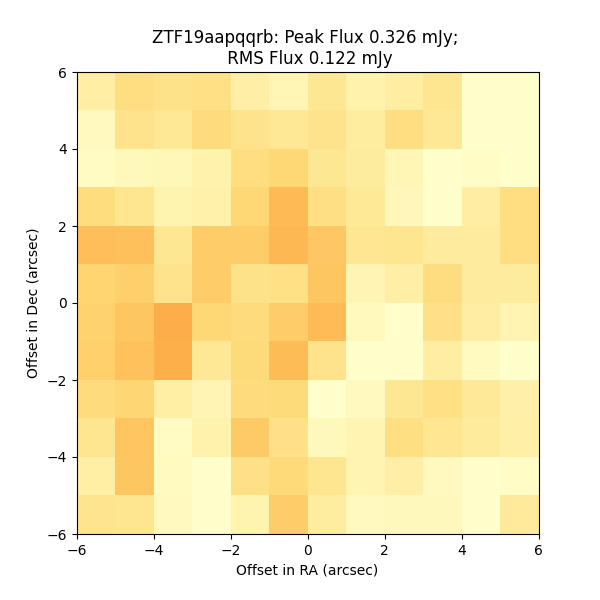 ZTF19aapqqrb: Peak Flux 0.326 mJy;
RMS Flux 0.122 mJy
6
4
2
0
−2
−4
−6
Offset in Dec (arcsec)
−6 −4 −2 0 2 4 6
Offset in RA (arcsec)